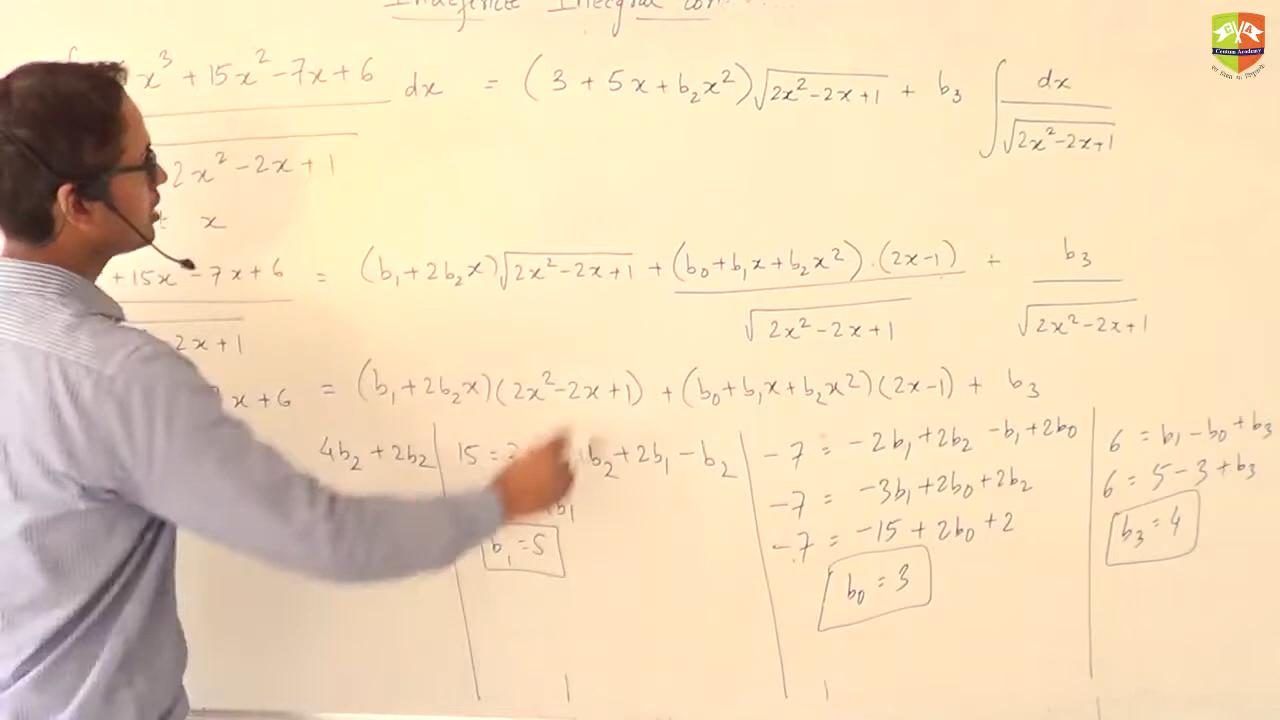 Indefinite Integral con....
x³ + 15x² - 7x + 6 dx = (3 + 5x + b₂x²)√(2x² - 2x + 1) + b₃ ∫ dx / √(2x² - 2x + 1)
2x² - 2x + 1
x
+ 15x - 7x + 6 = (b₁ + 2b₂x)√(2x² - 2x + 1) + (b₀ + b₁x + b₂x²).(2x - 1) / √(2x² - 2x + 1) + b₃ / √(2x² - 2x + 1)
2x + 1
x + 6 = (b₁ + 2b₂x)(2x² - 2x + 1) + (b₀ + b₁x + b₂x²)(2x - 1) + b₃
4b₂ + 2b₂
15 = b₂ + 2b₁ - b₂
b₁
b₁ = 5
-7 = -2b₁ + 2b₂ - b₁ + 2b₀
-7 = -3b₁ + 2b₀ + 2b₂
-7 = -15 + 2b₀ + 2
b₀ = 3
6 = b₁ - b₀ + b₃
6 = 5 - 3 + b₃
b₃ = 4
Centum Academy